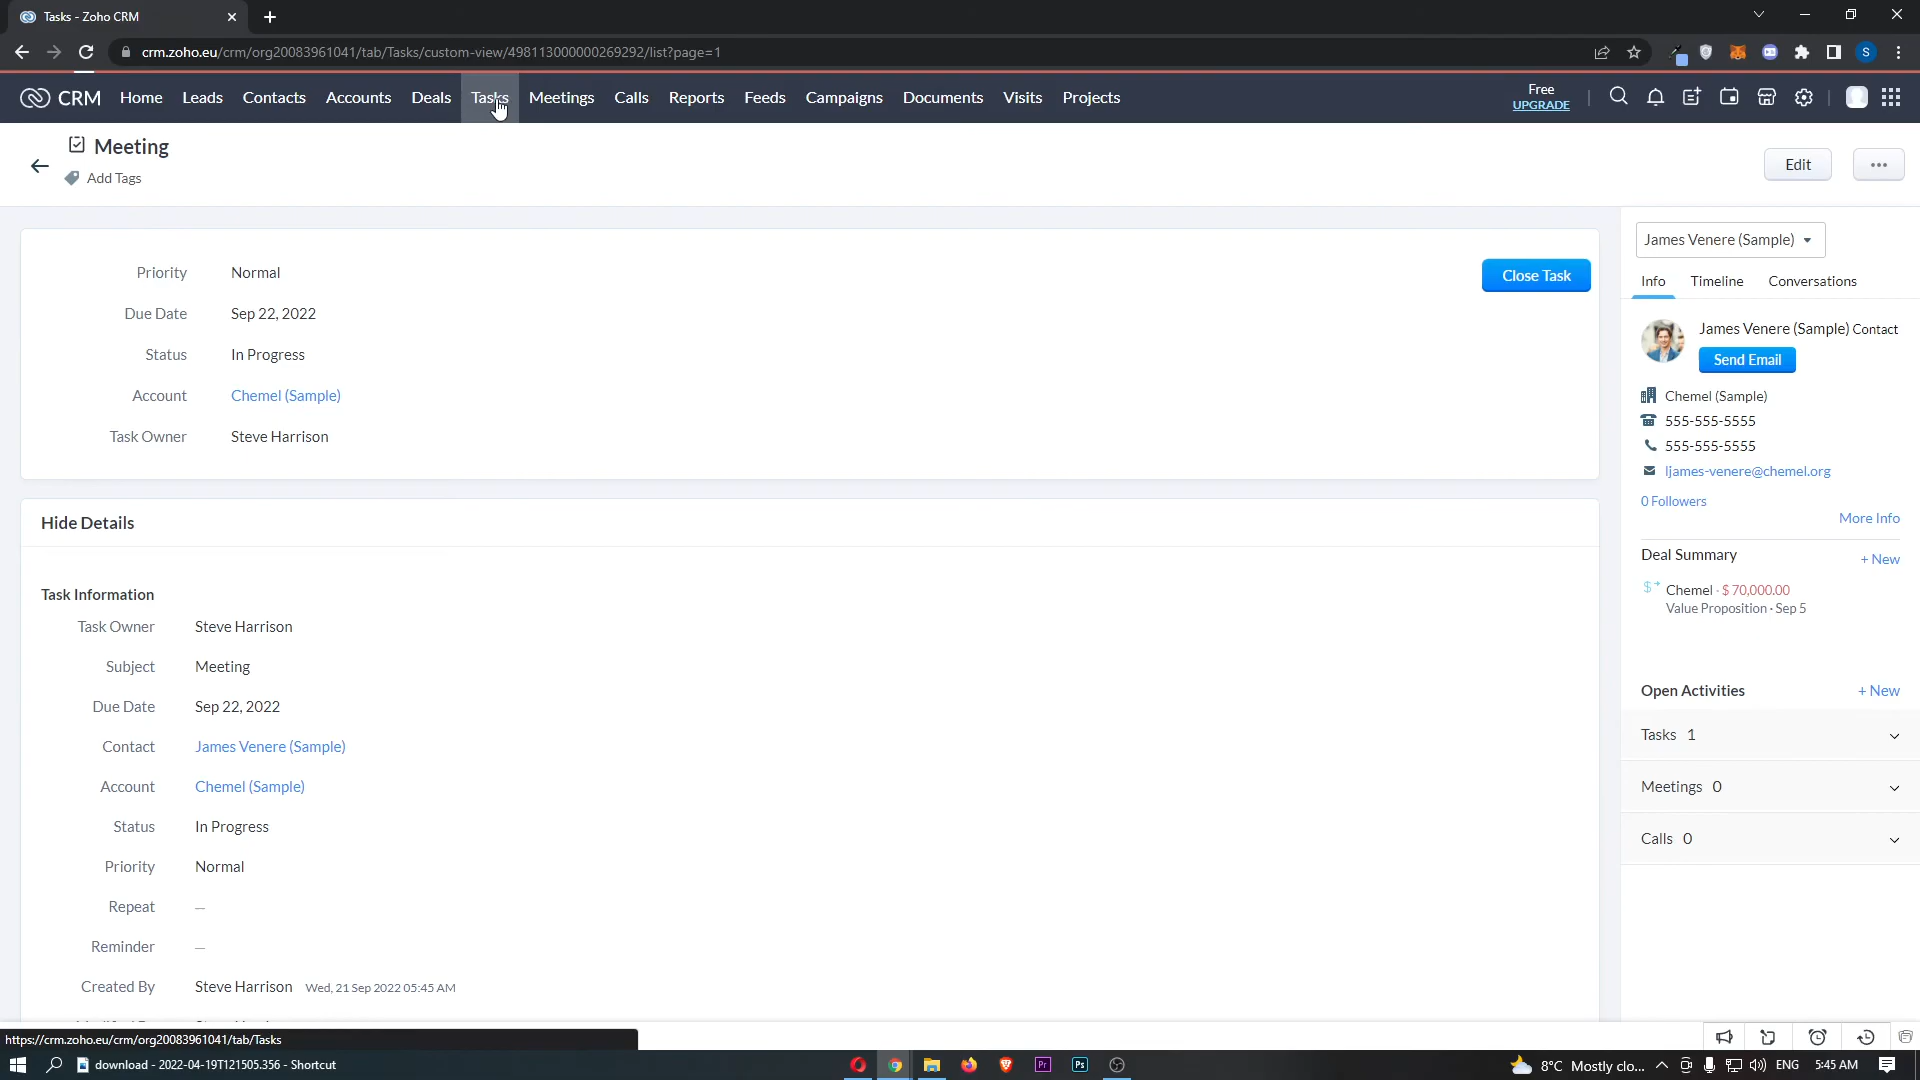 Tasks - Zoho CRM
crm.zoho.eu/crm/org20083961041/tab/Tasks/custom-view/498113000000269292/list?page=1
S
CRM Home Leads Contacts Accounts Deals Tasks Meetings Calls Reports Feeds Campaigns Documents Visits Projects
Free
UPGRADE
Meeting
Add Tags
Edit
Priority Normal
Close Task
Due Date Sep 22, 2022
Status In Progress
Account Chemel (Sample)
Task Owner Steve Harrison
Hide Details
Task Information
Task Owner Steve Harrison
Subject Meeting
Due Date Sep 22, 2022
Contact James Venere (Sample)
Account Chemel (Sample)
Status In Progress
Priority Normal
Repeat —
Reminder —
Created By Steve Harrison Wed, 21 Sep 2022 05:45 AM
James Venere (Sample)
Info Timeline Conversations
James Venere (Sample) Contact
Send Email
Chemel (Sample)
555-555-5555
555-555-5555
ljames-venere@chemel.org
0 Followers
More Info
Deal Summary + New
Chemel · $ 70,000.00
Value Proposition · Sep 5
Open Activities + New
Tasks 1
Meetings 0
Calls 0
https://crm.zoho.eu/crm/org20083961041/tab/Tasks
download - 2022-04-19T121505.356 - Shortcut
Pr
Ps
8°C Mostly clo...
ENG
5:45 AM